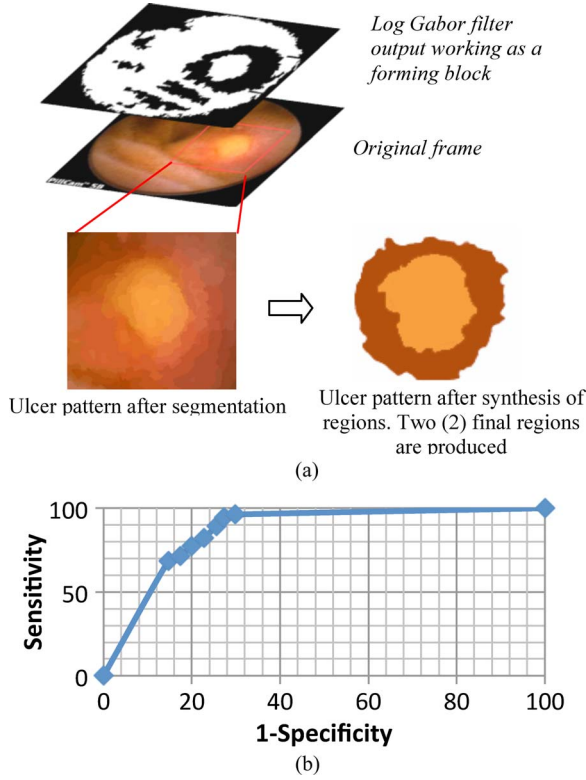 Log Gabor filter
output working as a
forming block
Original frame
PillCam™ SB
Ulcer pattern after segmentation
Ulcer pattern after synthesis of
regions. Two (2) final regions
are produced
(a)
100
50
0
Sensitivity
0 20 40 60 80 100
1-Specificity
(b)